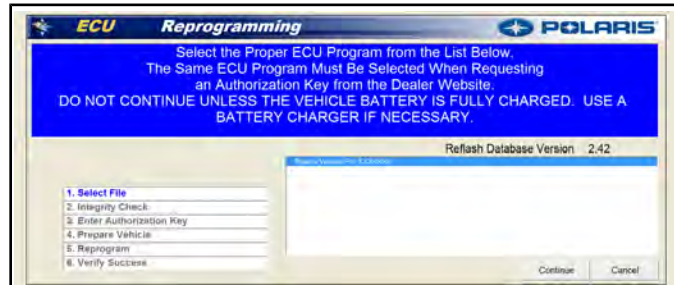 ECU Reprogramming
POLARIS
Select the Proper ECU Program from the List Below.
The Same ECU Program Must Be Selected When Requesting
an Authorization Key from the Dealer Website.
DO NOT CONTINUE UNLESS THE VEHICLE BATTERY IS FULLY CHARGED. USE A
BATTERY CHARGER IF NECESSARY.
Reflash Database Version 2.42
1. Select File
2. Integrity Check
3. Enter Authorization Key
4. Prepare Vehicle
5. Reprogram
6. Verify Success
Continue
Cancel